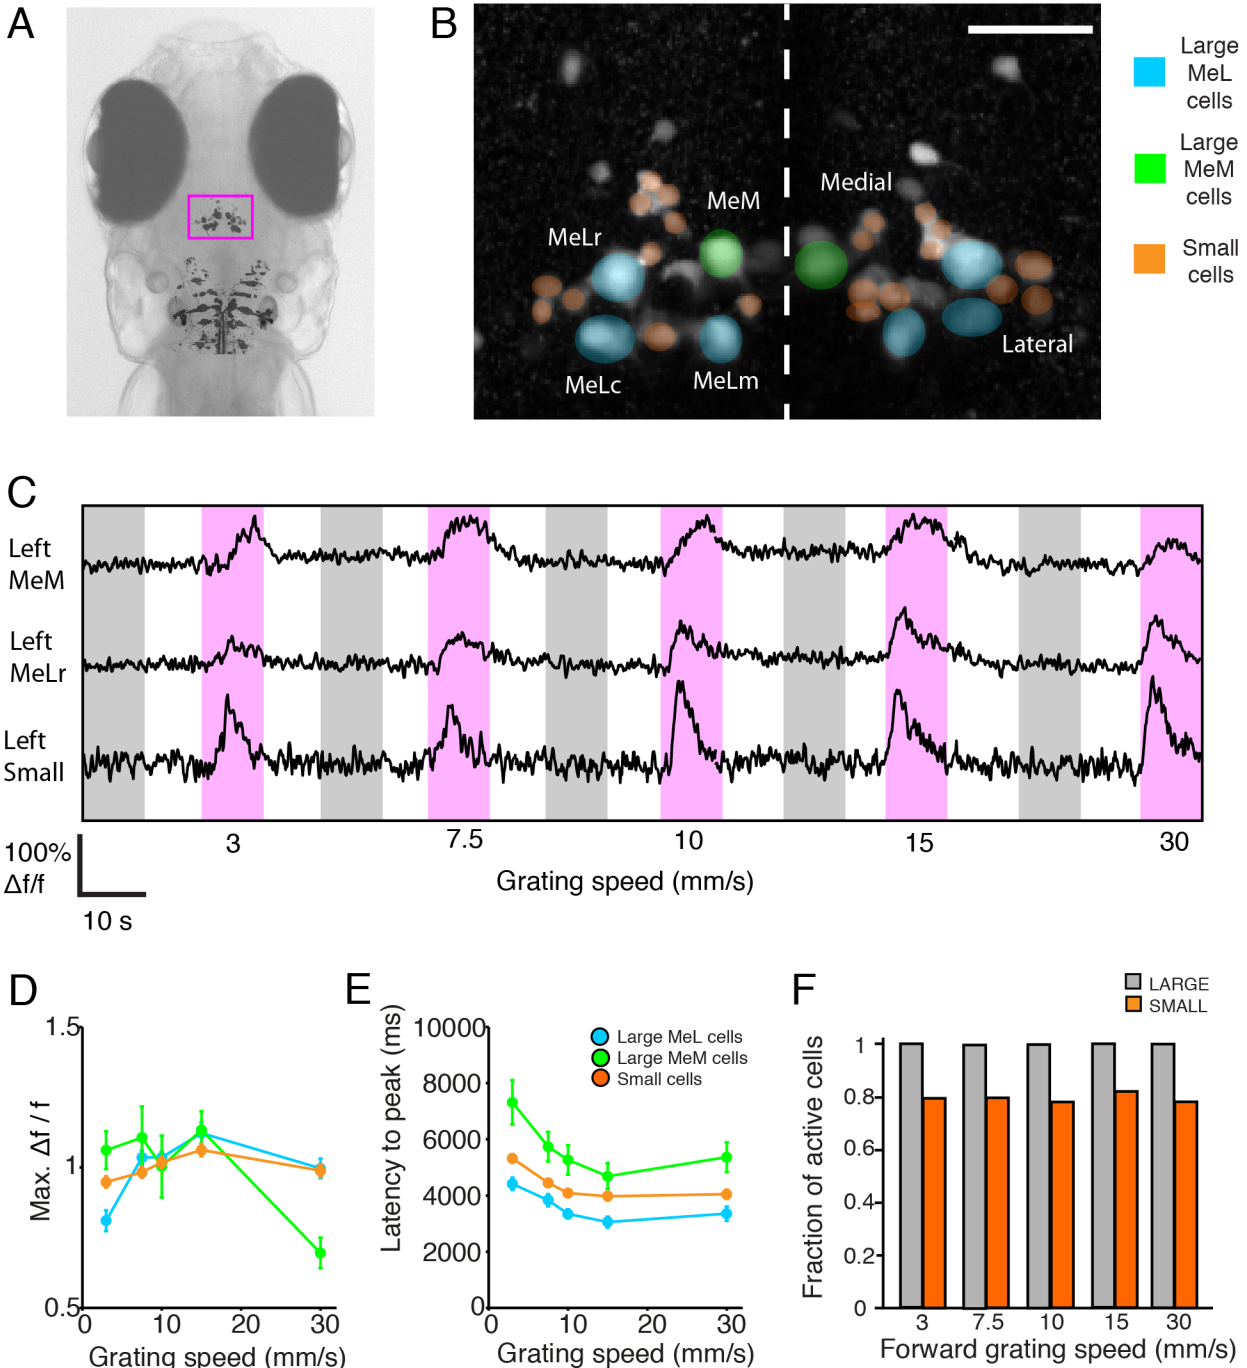 A
B
Large
MeL
cells
Large
MeM
cells
Small
cells
Medial
MeM
MeLr
Lateral
MeLc
MeLm
C
Left
MeM
Left
MeLr
Left
Small
3 7.5 10 15 30
Grating speed (mm/s)
100%
Δf/f
10 s
D
Max. Δf / f
1.5
1
0.5
0 10 20 30
Grating speed (mm/s)
E
Latency to peak (ms)
10000
8000
6000
4000
2000
0
Large MeL cells
Large MeM cells
Small cells
0 10 20 30
Grating speed (mm/s)
F
LARGE
SMALL
Fraction of active cells
1
0.8
0.6
0.4
0.2
0
3 7.5 10 15 30
Forward grating speed (mm/s)